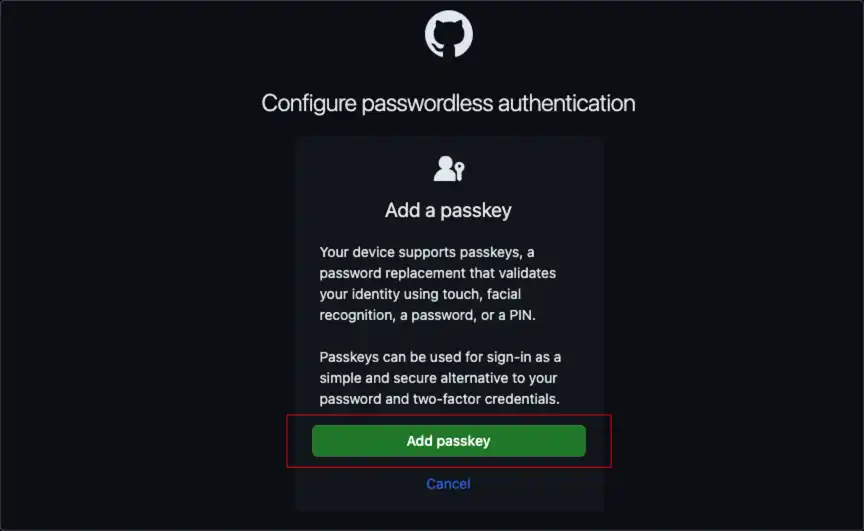 Configure passwordless authentication
Add a passkey
Your device supports passkeys, a
password replacement that validates
your identity using touch, facial
recognition, a password, or a PIN.
Passkeys can be used for sign-in as a
simple and secure alternative to your
password and two-factor credentials.
Add passkey
Cancel